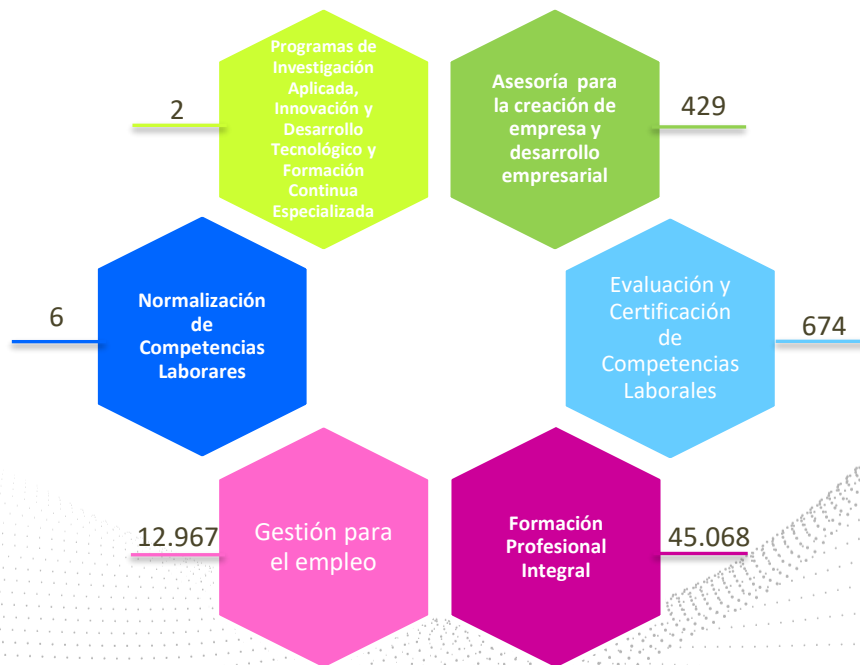 2
Programas de
Investigación
Aplicada,
Innovación y
Desarrollo
Tecnológico y
Formación
Continua
Especializada
Asesoría para
la creación de
empresa y
desarrollo
empresarial
429
6
Normalización
de
Competencias
Laborares
Evaluación y
Certificación
de
Competencias
Laborales
674
12.967
Gestión para
el empleo
Formación
Profesional
Integral
45.068